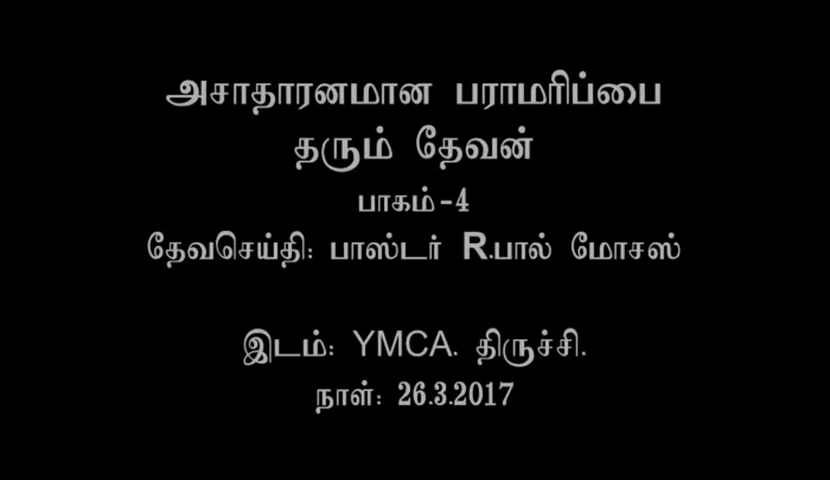 அசாதாரனமான பராமரிப்பை
தரும் தேவன்
பாகம்-4
தேவசெய்தி: பாஸ்டர் R.பால் மோசஸ்
இடம்: YMCA. திருச்சி.
நாள்: 26.3.2017